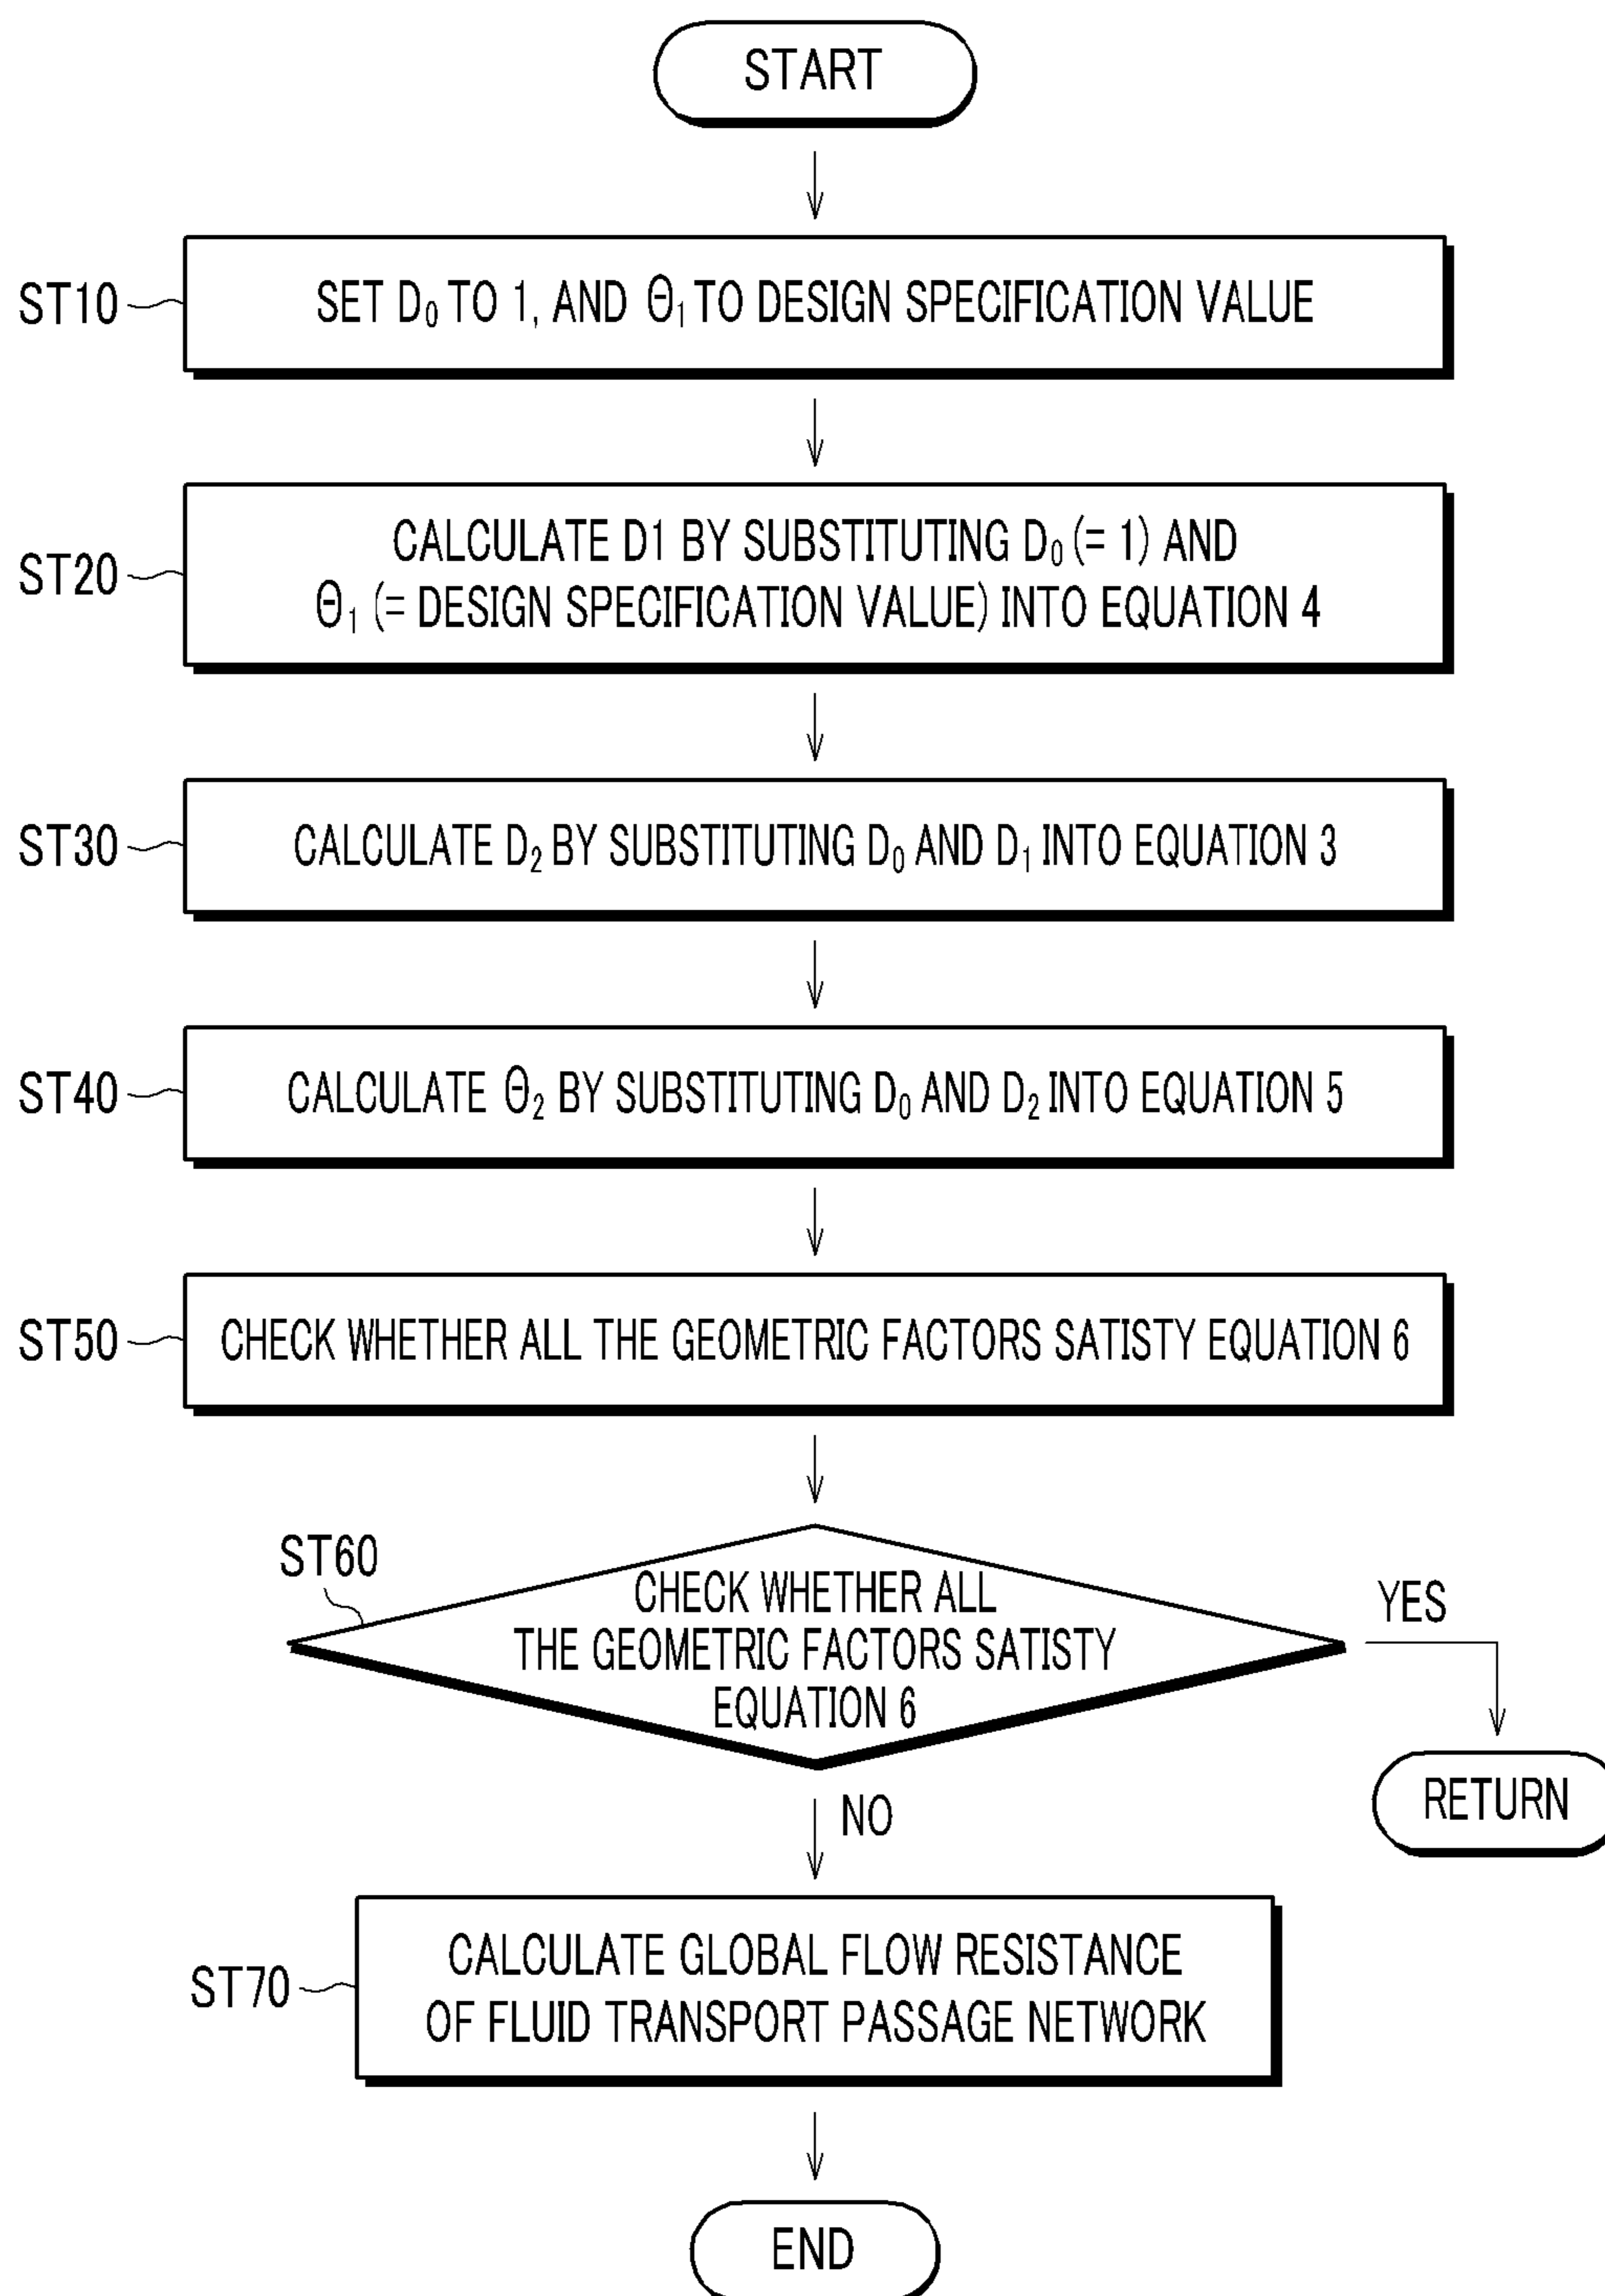 START
ST10
SET D₀ TO 1, AND Θ₁ TO DESIGN SPECIFICATION VALUE
ST20
CALCULATE D1 BY SUBSTITUTING D₀ (= 1) AND
Θ₁ (= DESIGN SPECIFICATION VALUE) INTO EQUATION 4
ST30
CALCULATE D₂ BY SUBSTITUTING D₀ AND D₁ INTO EQUATION 3
ST40
CALCULATE Θ₂ BY SUBSTITUTING D₀ AND D₂ INTO EQUATION 5
ST50
CHECK WHETHER ALL THE GEOMETRIC FACTORS SATISTY EQUATION 6
ST60
CHECK WHETHER ALL
THE GEOMETRIC FACTORS SATISTY
EQUATION 6
YES
RETURN
NO
ST70
CALCULATE GLOBAL FLOW RESISTANCE
OF FLUID TRANSPORT PASSAGE NETWORK
END